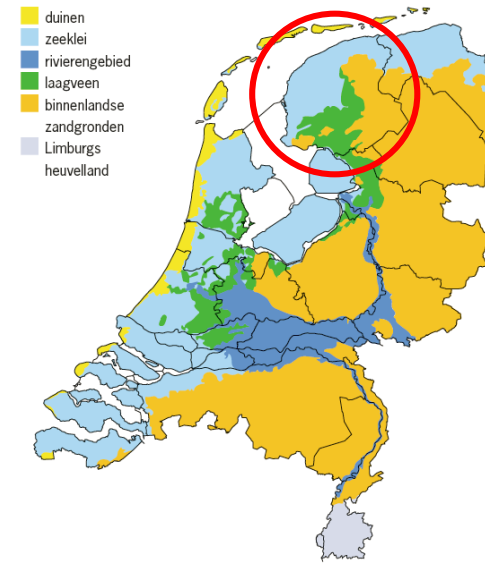 duinen
zeeklei
rivierengebied
laagveen
binnenlandse
zandgronden
Limburgs
heuvelland